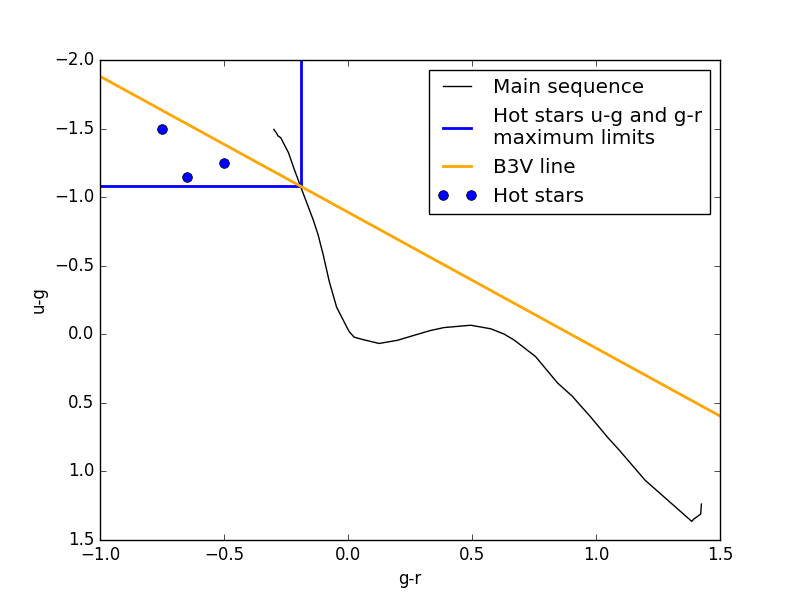 −2.0
−1.5
−1.0
−0.5
0.0
0.5
1.0
1.5
u-g
Main sequence
Hot stars u-g and g-r
maximum limits
B3V line
Hot stars
−1.0
−0.5
0.0
0.5
1.0
1.5
g-r